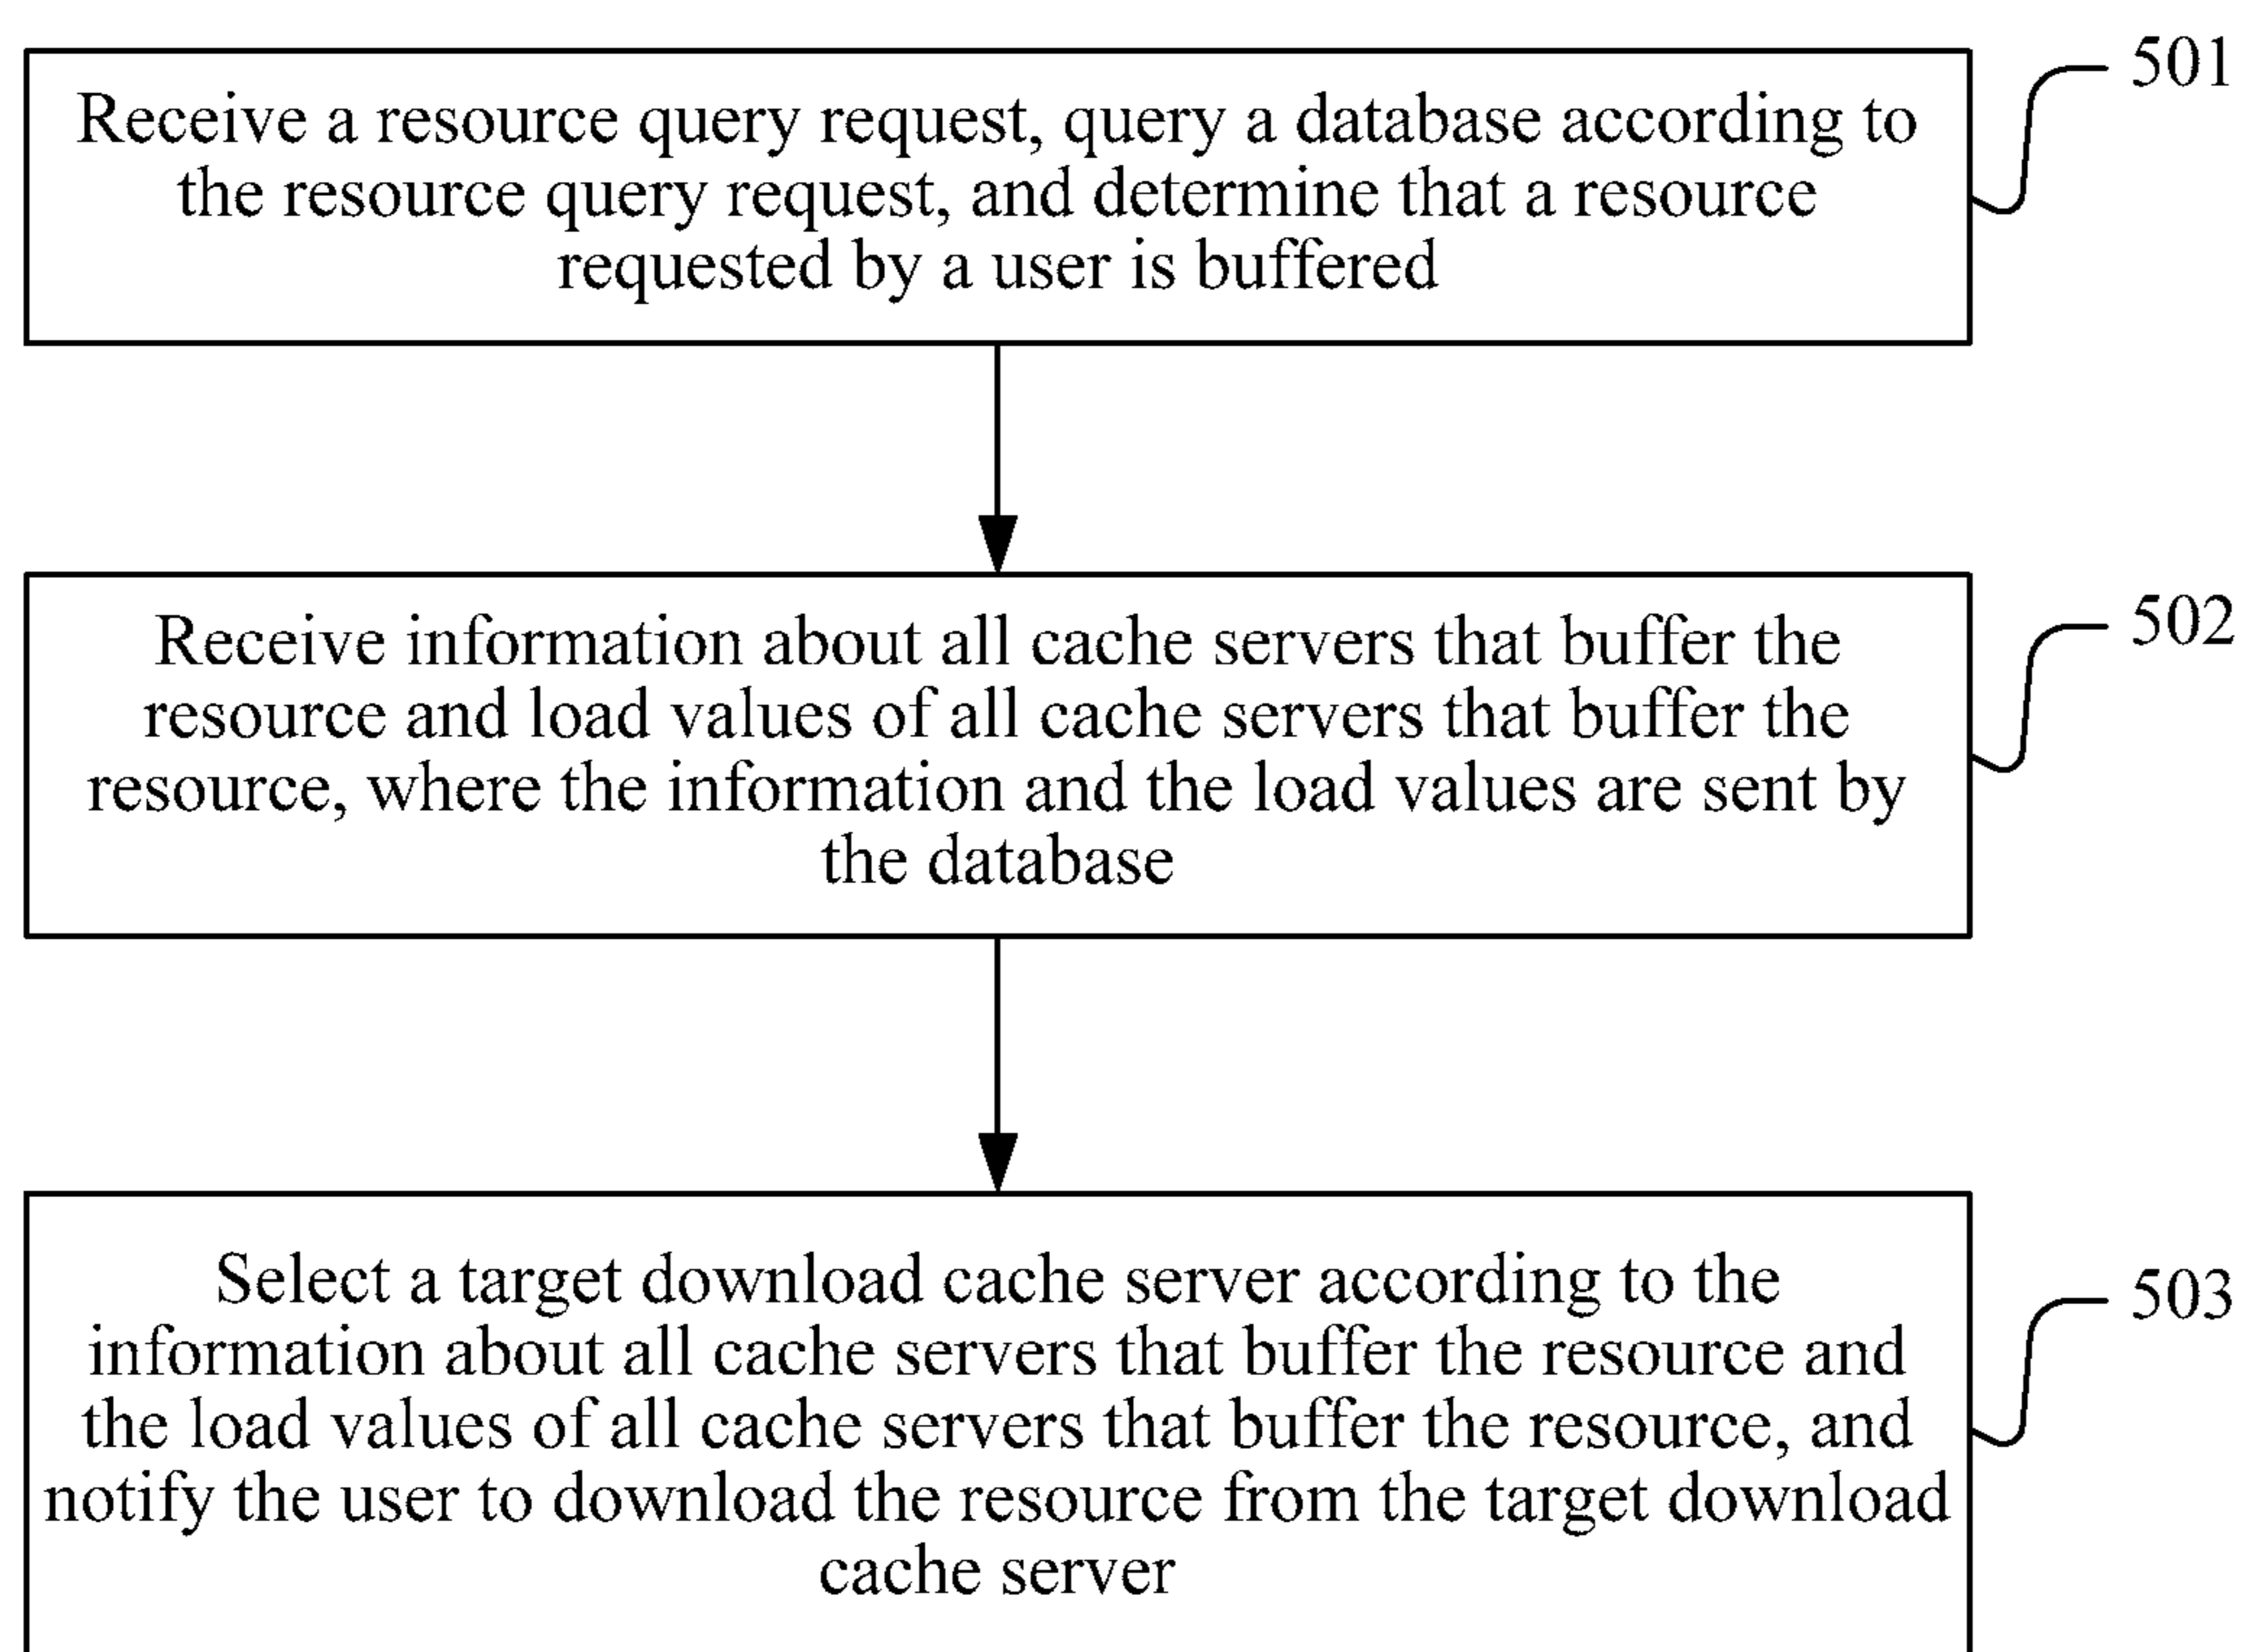 501
Receive a resource query request, query a database according to
the resource query request, and determine that a resource
requested by a user is buffered
502
Receive information about all cache servers that buffer the
resource and load values of all cache servers that buffer the
resource, where the information and the load values are sent by
the database
503
Select a target download cache server according to the
information about all cache servers that buffer the resource and
the load values of all cache servers that buffer the resource, and
notify the user to download the resource from the target download
cache server